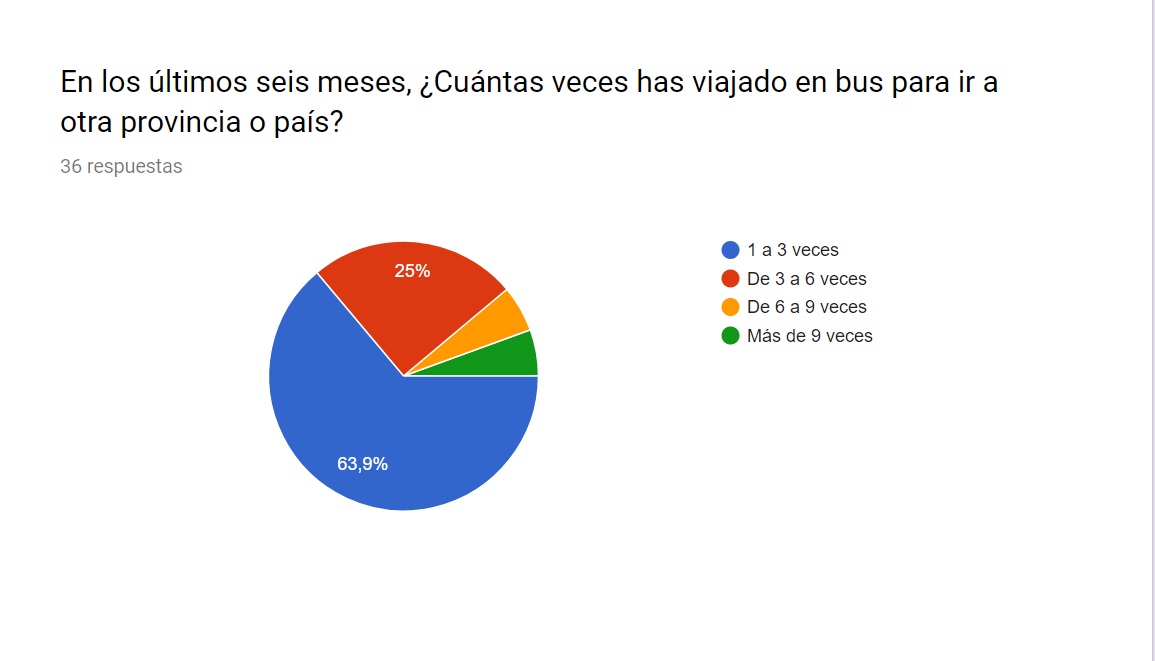 En los últimos seis meses, ¿Cuántas veces has viajado en bus para ir a
otra provincia o país?
36 respuestas
25%
63,9%
1 a 3 veces
De 3 a 6 veces
De 6 a 9 veces
Más de 9 veces